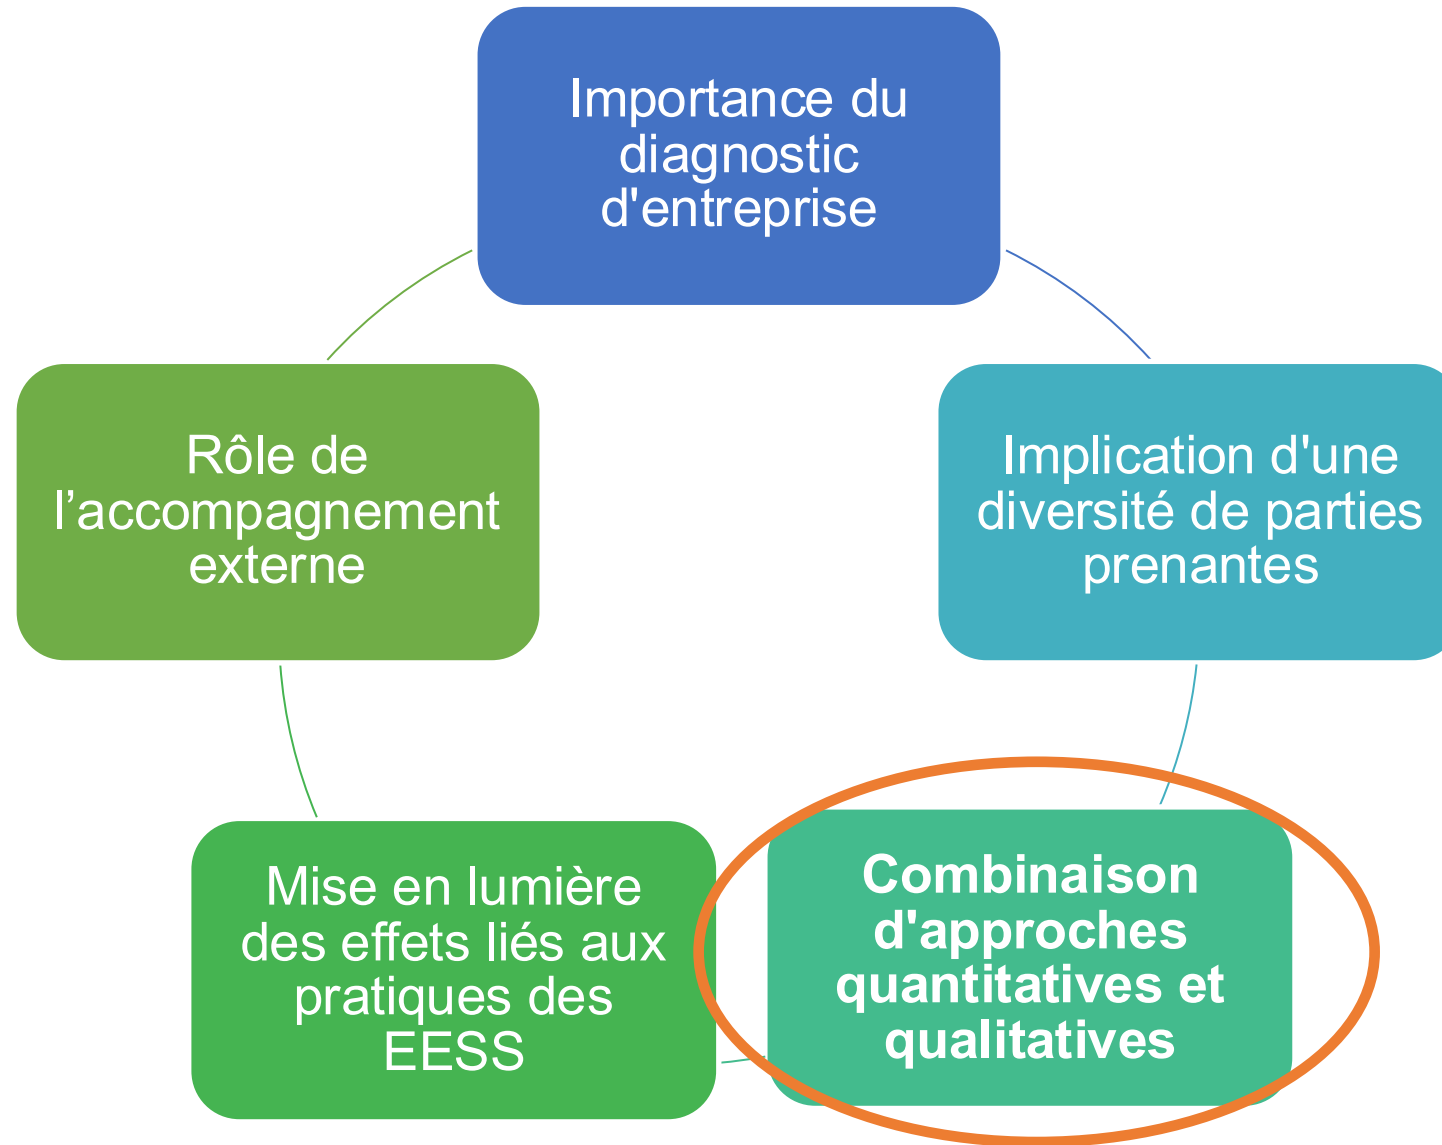 Importance du
diagnostic
d'entreprise
Rôle de
l’accompagnement
externe
Implication d'une
diversité de parties
prenantes
Mise en lumière
des effets liés aux
pratiques des
EESS
Combinaison
d'approches
quantitatives et
qualitatives